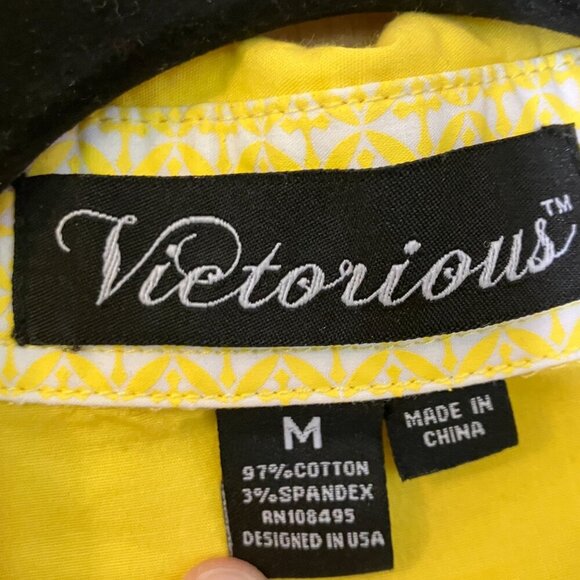 Victorious™
M
97%COTTON
3%SPANDEX
RN108495
DESIGNED IN USA
MADE IN
CHINA